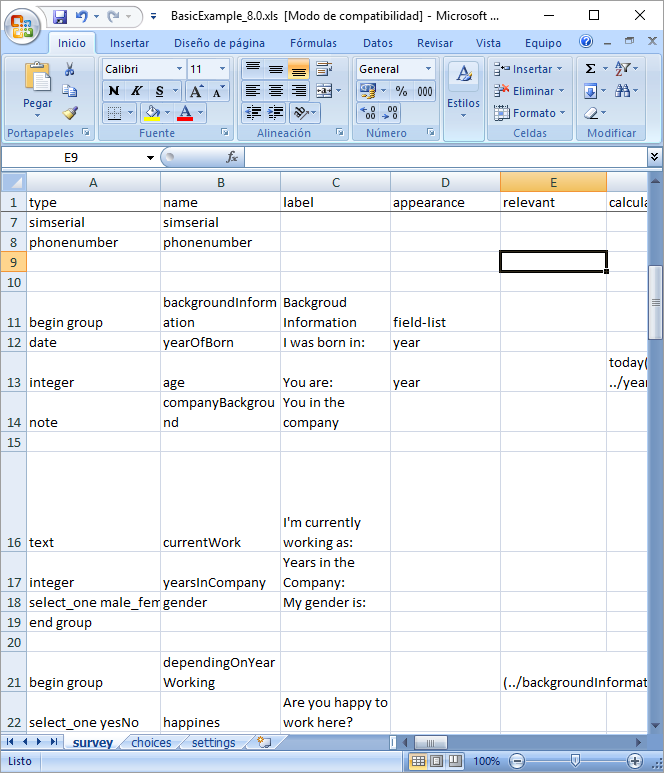 BasicExample_8.0.xls [Modo de compatibilidad] - Microsoft ...
Inicio Insertar Diseño de página Fórmulas Datos Revisar Vista Equipo
Pegar
Calibri 11
N K S A A
General
% 000
Estilos
Insertar
Eliminar
Formato
Σ
Portapapeles Fuente Alineación Número Celdas Modificar
E9 fx
A B C D E
1 type name label appearance relevant calcula
7 simserial simserial
8 phonenumber phonenumber
9
10
backgroundInform Backgroud
11 begin group ation Information field-list
12 date yearOfBorn I was born in: year
today(
13 integer age You are: year ../year
companyBackgrou You in the
14 note nd company
15
I'm currently
16 text currentWork working as:
Years in the
17 integer yearsInCompany Company:
18 select_one male_fem gender My gender is:
19 end group
20
dependingOnYear
21 begin group Working (../backgroundInformat
Are you happy to
22 select_one yesNo happines work here?
survey choices settings
Listo 100%